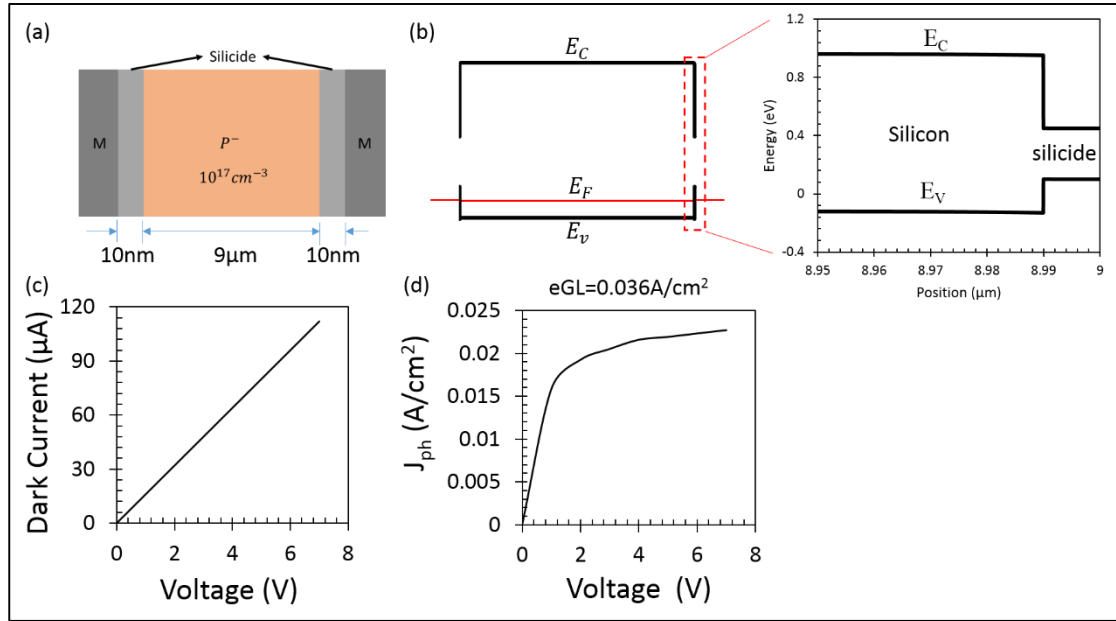 (a)
Silicide
M
P⁻
10¹⁷cm⁻³
M
10nm
9μm
10nm
(b)
E_C
E_F
E_v
1.2
0.8
0.4
0
-0.4
Energy (eV)
E_C
Silicon
silicide
E_V
8.95
8.96
8.97
8.98
8.99
9
Position (μm)
(c)
120
90
60
30
0
Dark Current (μA)
0
2
4
6
8
Voltage (V)
(d)
eGL=0.036A/cm²
0.025
0.02
0.015
0.01
0.005
0
J_ph (A/cm²)
0
2
4
6
8
Voltage (V)